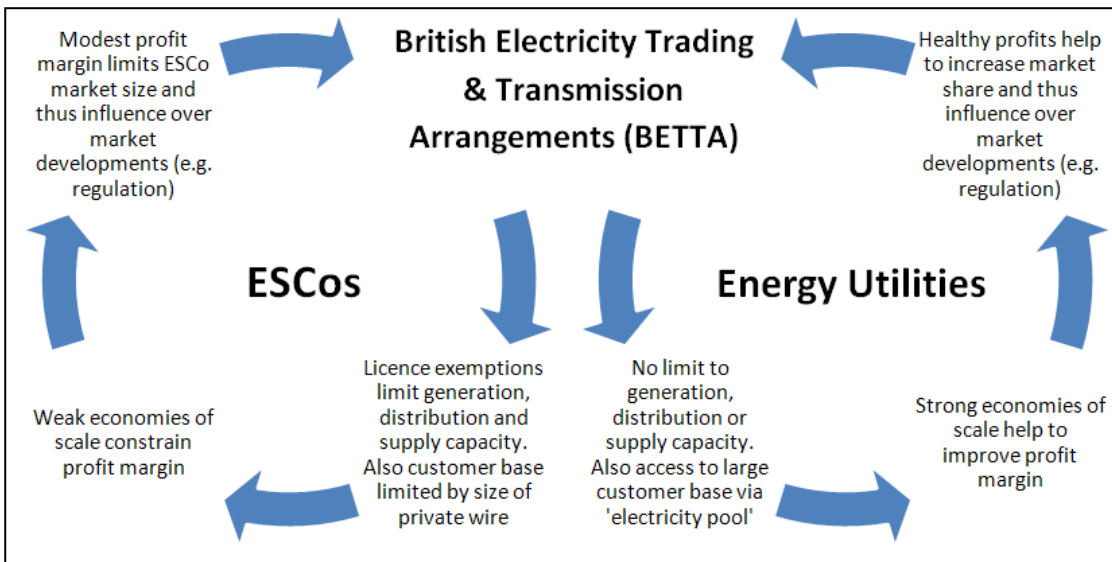 Modest profit
margin limits ESCo
market size and
thus influence over
market
developments (e.g.
regulation)
British Electricity Trading
& Transmission
Arrangements (BETTA)
Healthy profits help
to increase market
share and thus
influence over
market
developments (e.g.
regulation)
ESCos
Energy Utilities
Weak economies of
scale constrain
profit margin
Licence exemptions
limit generation,
distribution and
supply capacity.
Also customer base
limited by size of
private wire
No limit to
generation,
distribution or
supply capacity.
Also access to large
customer base via
'electricity pool'
Strong economies of
scale help to
improve profit
margin